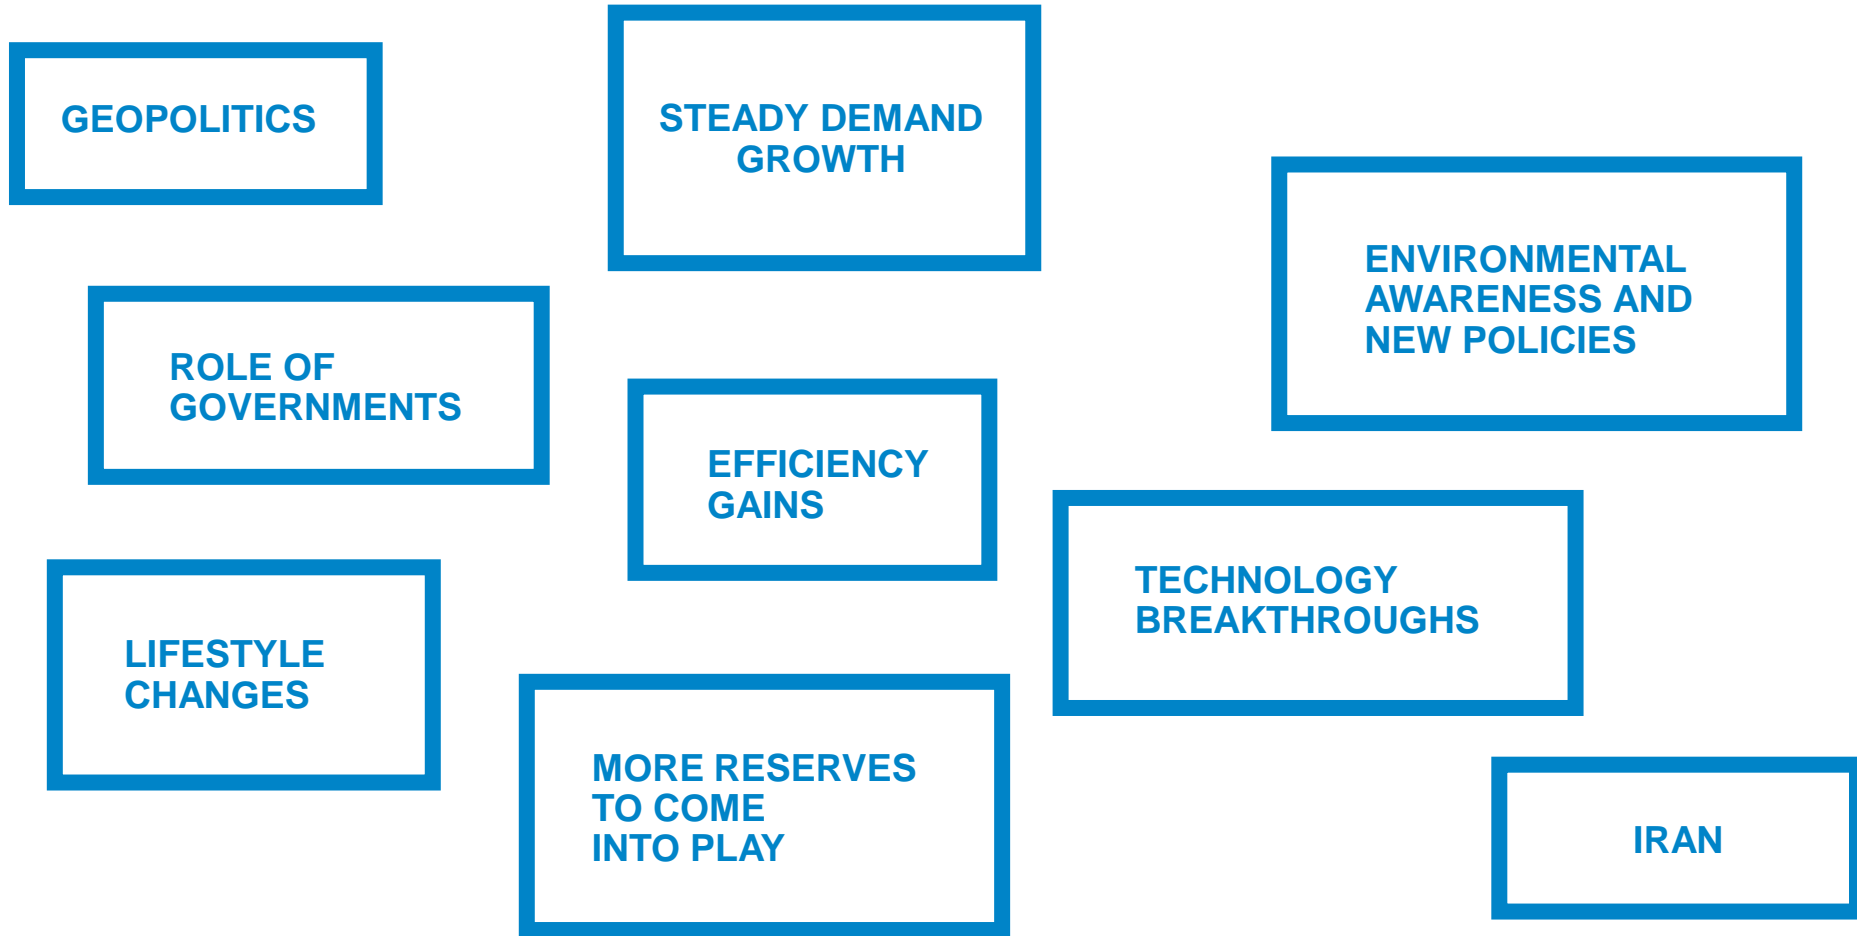 GEOPOLITICS
STEADY DEMAND
GROWTH
ENVIRONMENTAL
AWARENESS AND
NEW POLICIES
ROLE OF
GOVERNMENTS
EFFICIENCY
GAINS
TECHNOLOGY
BREAKTHROUGHS
LIFESTYLE
CHANGES
MORE RESERVES
TO COME
INTO PLAY
IRAN